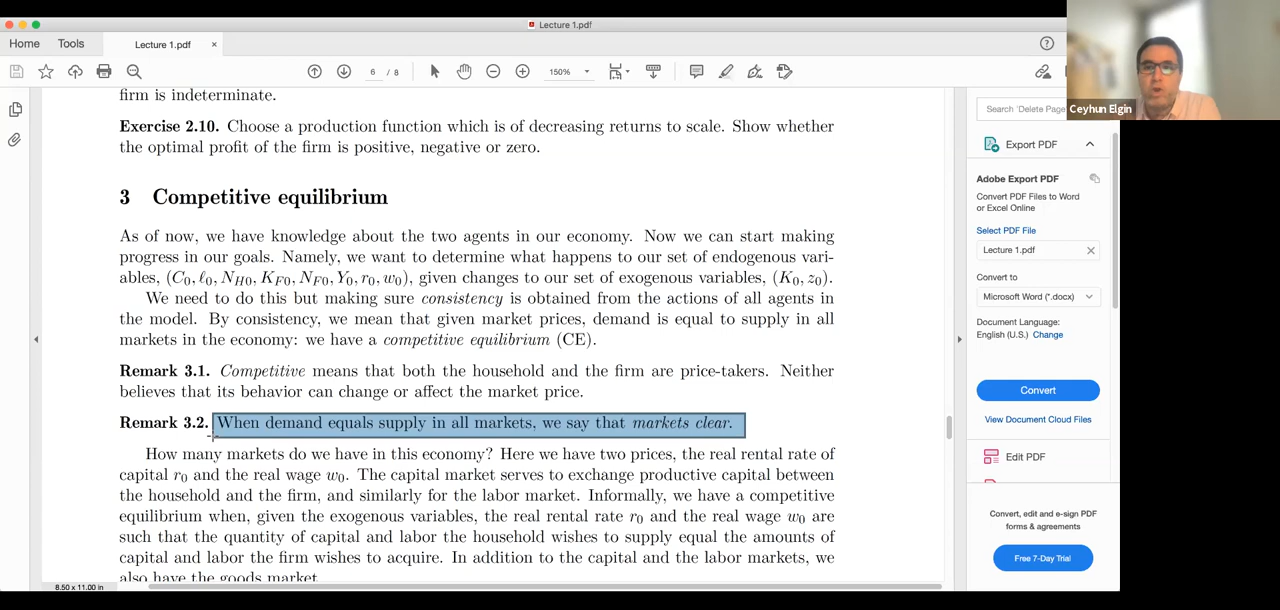 Lecture 1.pdf
Home Tools Lecture 1.pdf ×
6 / 8 150%
firm is indeterminate.
Exercise 2.10. Choose a production function which is of decreasing returns to scale. Show whether
the optimal profit of the firm is positive, negative or zero.
3 Competitive equilibrium
As of now, we have knowledge about the two agents in our economy. Now we can start making
progress in our goals. Namely, we want to determine what happens to our set of endogenous vari-
ables, (C₀, ℓ₀, N_H0, K_F0, N_F0, Y₀, r₀, w₀), given changes to our set of exogenous variables, (K₀, z₀).
We need to do this but making sure consistency is obtained from the actions of all agents in
the model. By consistency, we mean that given market prices, demand is equal to supply in all
markets in the economy: we have a competitive equilibrium (CE).
Remark 3.1. Competitive means that both the household and the firm are price-takers. Neither
believes that its behavior can change or affect the market price.
Remark 3.2. When demand equals supply in all markets, we say that markets clear.
How many markets do we have in this economy? Here we have two prices, the real rental rate of
capital r₀ and the real wage w₀. The capital market serves to exchange productive capital between
the household and the firm, and similarly for the labor market. Informally, we have a competitive
equilibrium when, given the exogenous variables, the real rental rate r₀ and the real wage w₀ are
such that the quantity of capital and labor the household wishes to supply equal the amounts of
capital and labor the firm wishes to acquire. In addition to the capital and the labor markets, we
also have the goods market.
8.50 x 11.00 in
Ceyhun Elgin
Search 'Delete Page
Export PDF
Adobe Export PDF
Convert PDF Files to Word
or Excel Online
Select PDF File
Lecture 1.pdf
Convert to
Microsoft Word (*.docx)
Document Language:
English (U.S.) Change
Convert
View Document Cloud Files
Edit PDF
Convert, edit and e-sign PDF
forms & agreements
Free 7-Day Trial